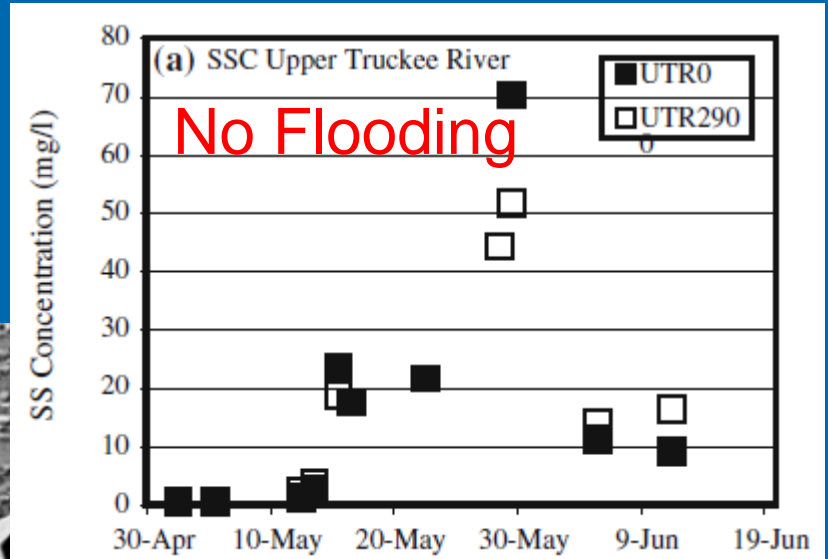 80
(a) SSC Upper Truckee River
UTR0
UTR290
0
No Flooding
70
60
50
40
30
20
10
0
SS Concentration (mg/l)
30-Apr 10-May 20-May 30-May 9-Jun 19-Jun